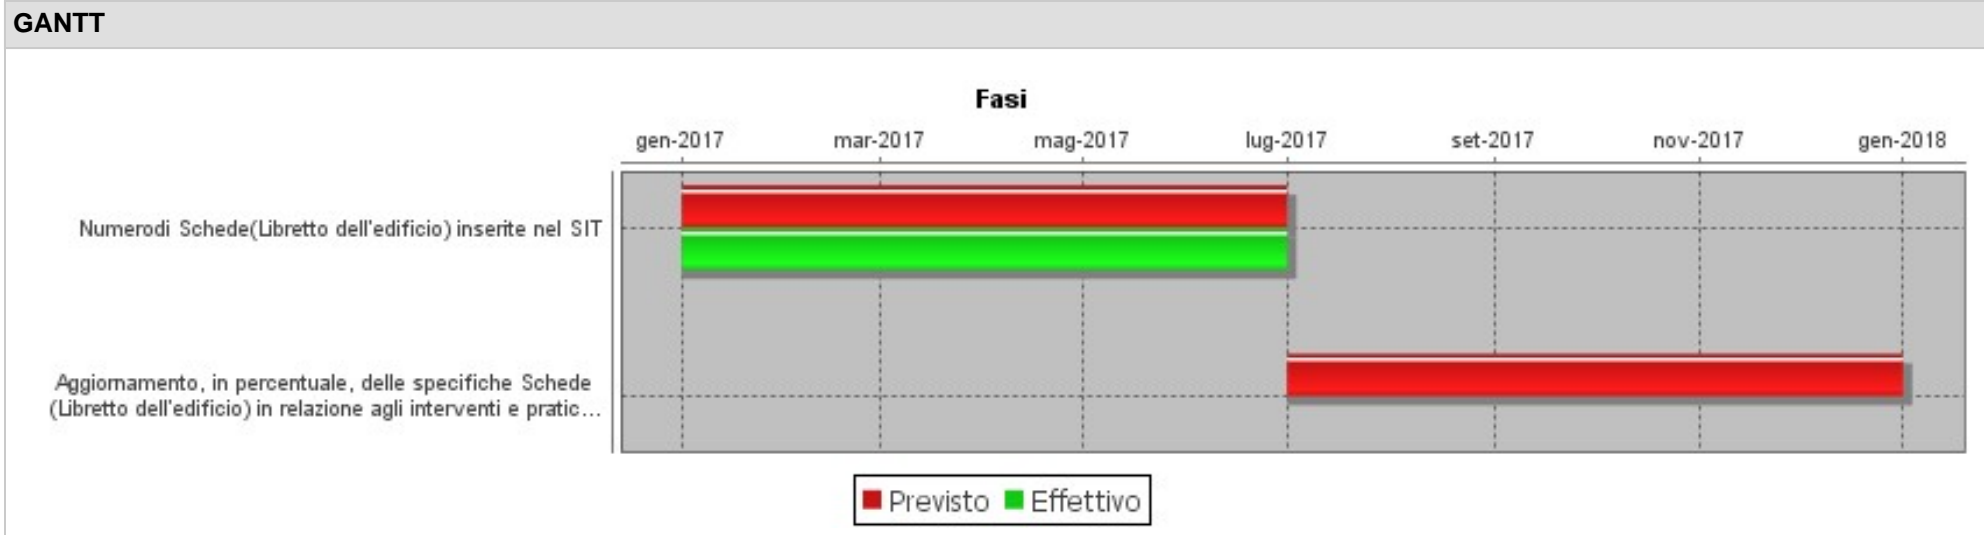 GANTT
Fasi
gen-2017 mar-2017 mag-2017 lug-2017 set-2017 nov-2017 gen-2018
Numerodi Schede(Libretto dell'edificio) inserite nel SIT
Aggiornamento, in percentuale, delle specifiche Schede
(Libretto dell'edificio) in relazione agli interventi e pratic...
Previsto Effettivo